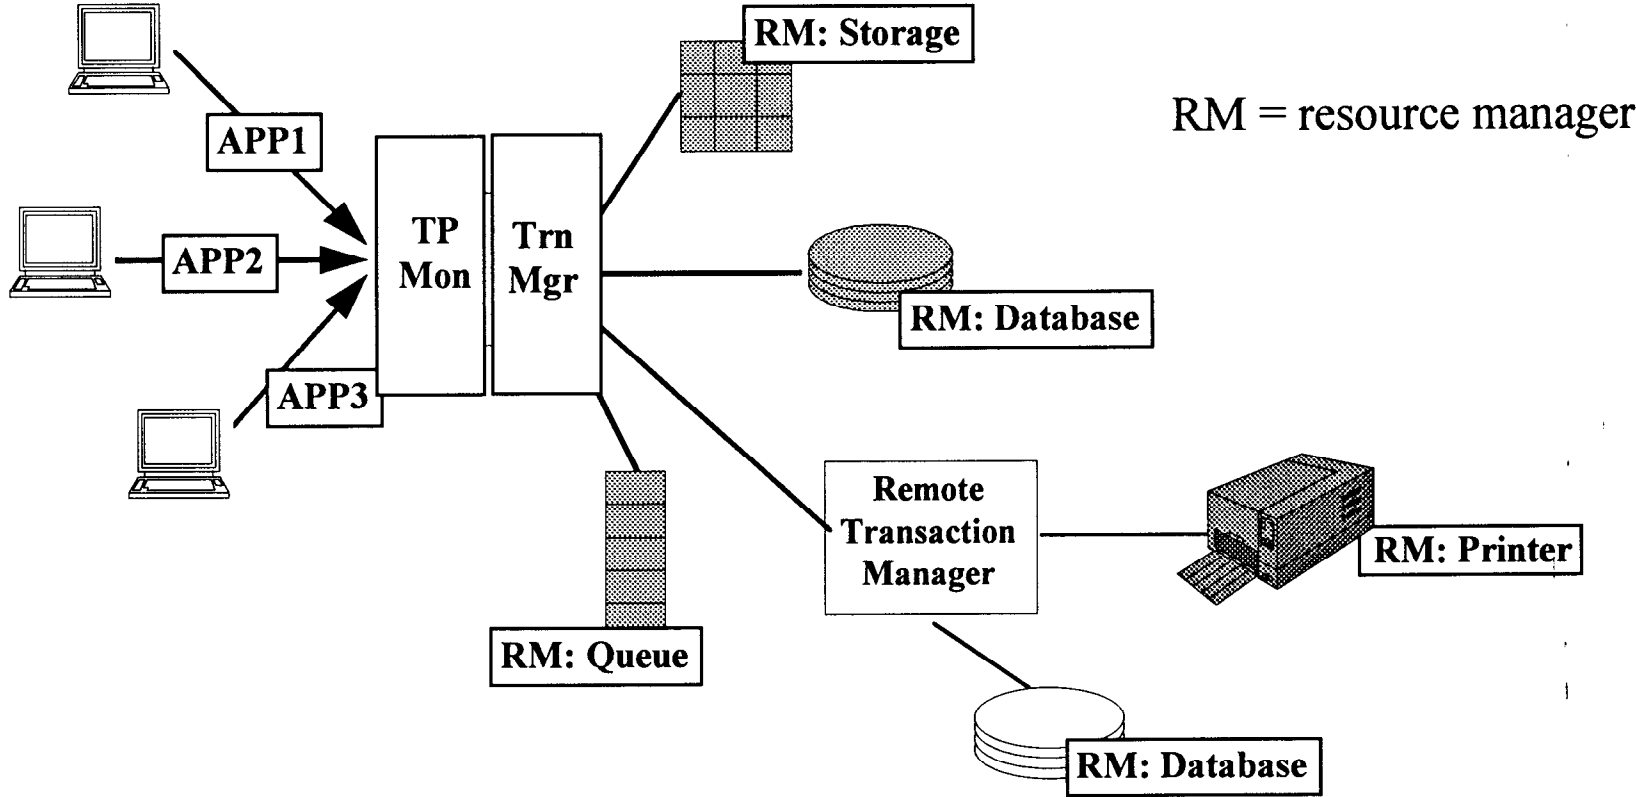 RM: Storage
RM = resource manager
APP1
TP
Mon
Trn
Mgr
APP2
RM: Database
APP3
Remote
Transaction
Manager
RM: Printer
RM: Queue
RM: Database